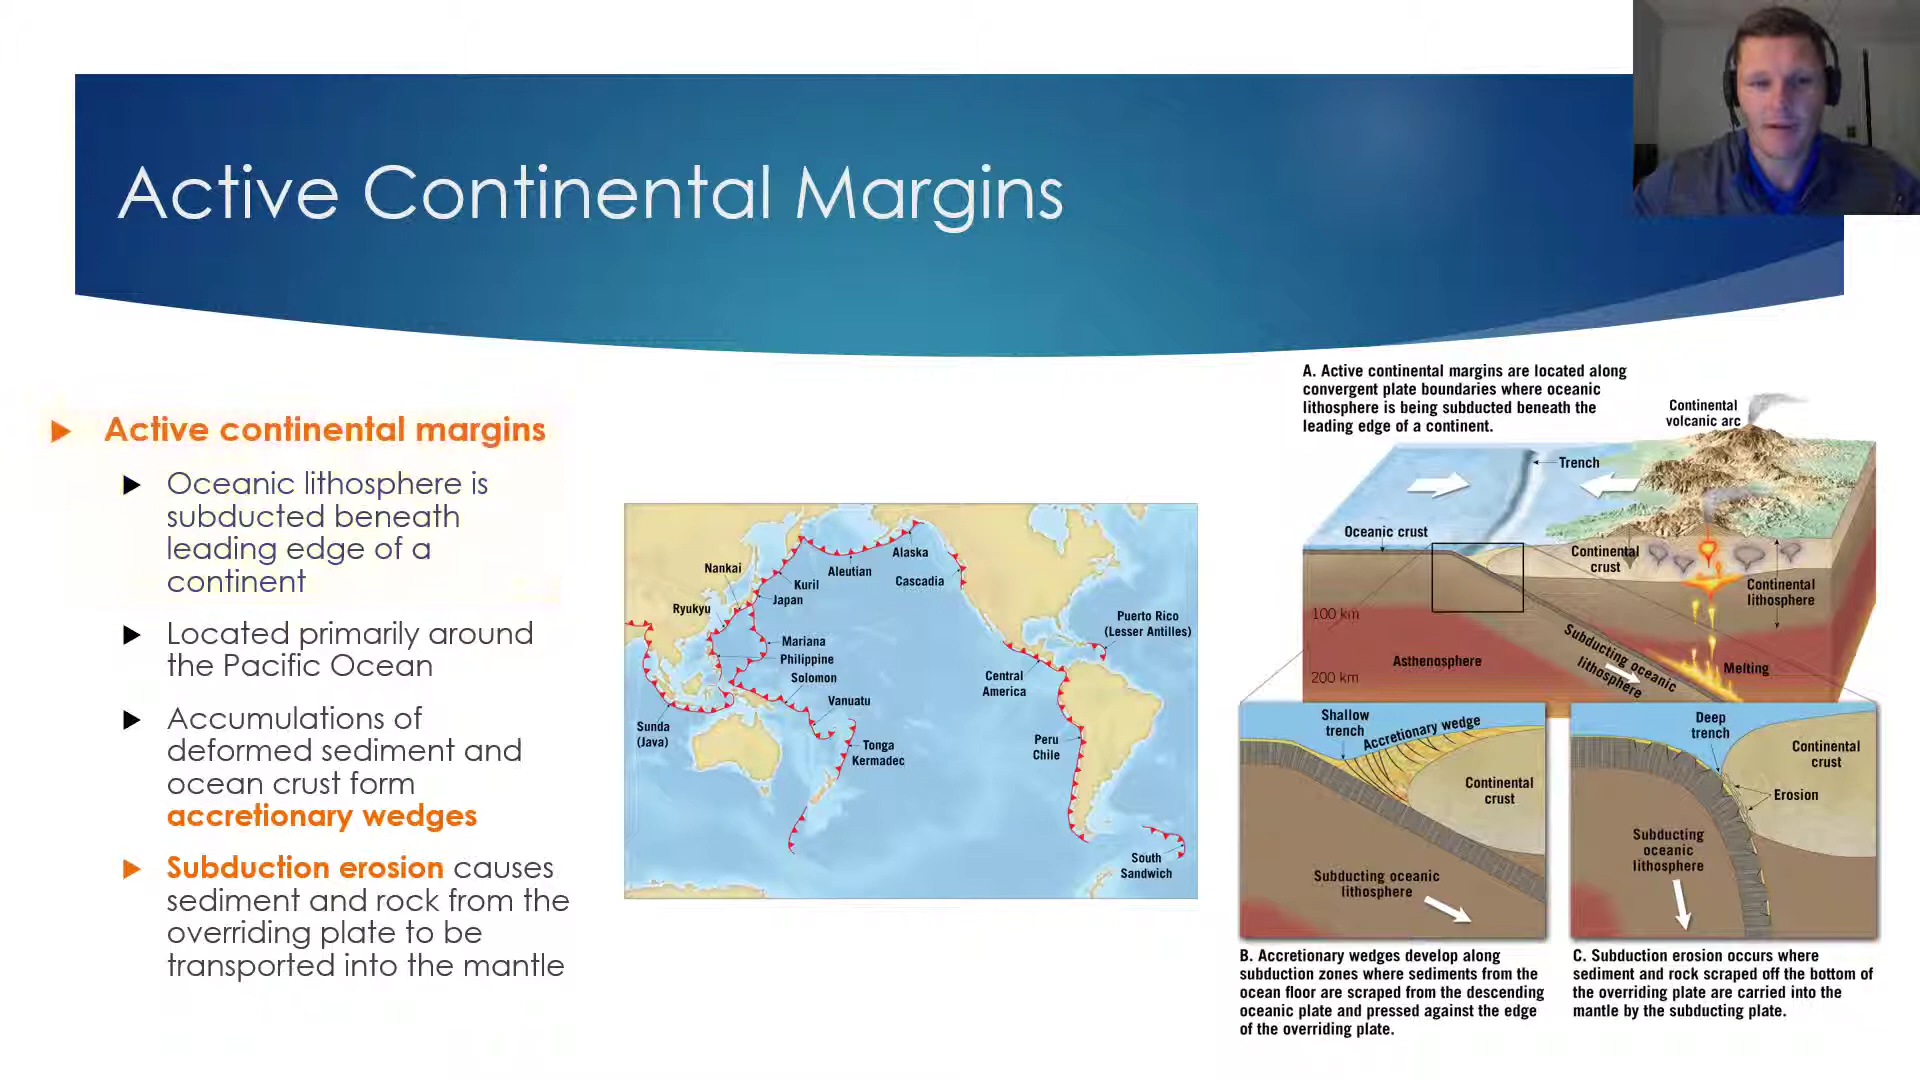 Active Continental Margins
Active continental margins
Oceanic lithosphere is
subducted beneath
leading edge of a
continent
Located primarily around
the Pacific Ocean
Accumulations of
deformed sediment and
ocean crust form
accretionary wedges
Subduction erosion causes
sediment and rock from the
overriding plate to be
transported into the mantle
Alaska
Aleutian
Cascadia
Nankai
Kuril
Japan
Ryukyu
Mariana
Philippine
Solomon
Vanuatu
Sunda
(Java)
Tonga
Kermadec
Puerto Rico
(Lesser Antilles)
Central
America
Peru
Chile
South
Sandwich
A. Active continental margins are located along
convergent plate boundaries where oceanic
lithosphere is being subducted beneath the
leading edge of a continent.
Continental
volcanic arc
Trench
Oceanic crust
Continental
crust
Continental
lithosphere
100 km
Asthenosphere
200 km
Subducting oceanic
lithosphere
Melting
Shallow
trench
Accretionary wedge
Continental
crust
Subducting oceanic
lithosphere
Deep
trench
Continental
crust
Erosion
Subducting
oceanic
lithosphere
B. Accretionary wedges develop along
subduction zones where sediments from the
ocean floor are scraped from the descending
oceanic plate and pressed against the edge
of the overriding plate.
C. Subduction erosion occurs where
sediment and rock scraped off the bottom of
the overriding plate are carried into the
mantle by the subducting plate.